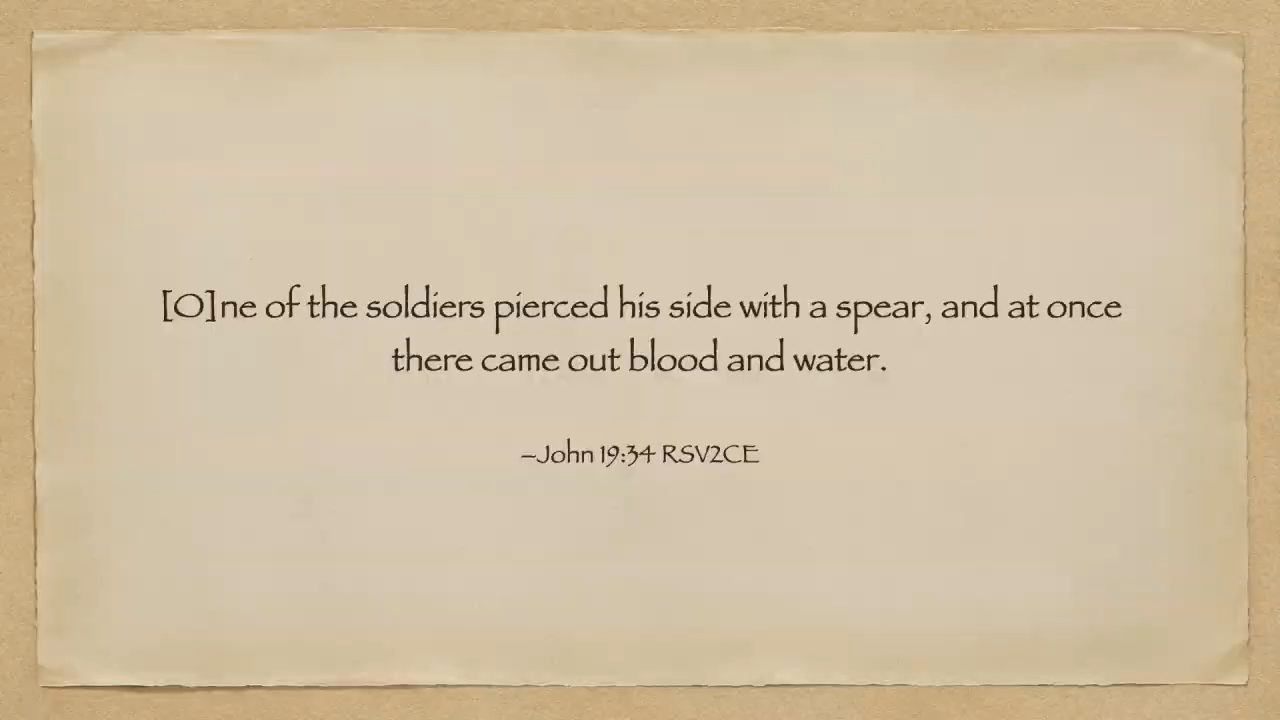 [O]ne of the soldiers pierced his side with a spear, and at once
there came out blood and water.
–John 19:34 RSV2CE